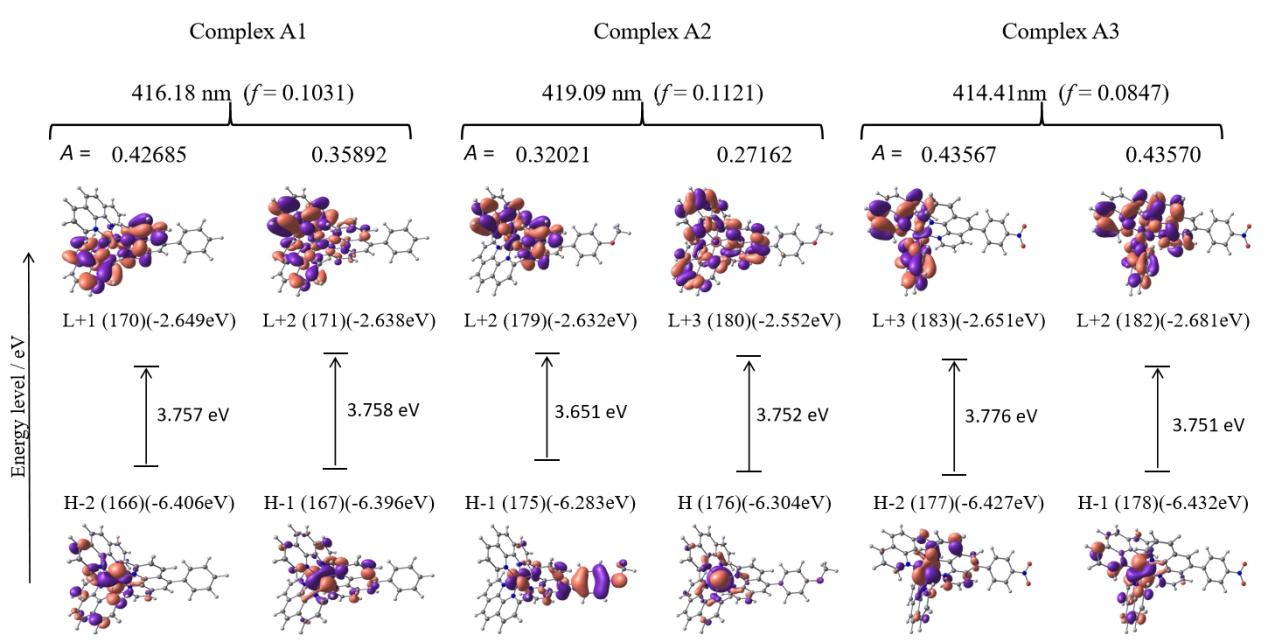 Complex A1 Complex A2 Complex A3
416.18 nm (f = 0.1031) 419.09 nm (f = 0.1121) 414.41nm (f = 0.0847)
A = 0.42685 0.35892 A = 0.32021 0.27162 A = 0.43567 0.43570
L+1 (170)(-2.649eV) L+2 (171)(-2.638eV) L+2 (179)(-2.632eV) L+3 (180)(-2.552eV) L+3 (183)(-2.651eV) L+2 (182)(-2.681eV)
Energy level / eV
3.757 eV 3.758 eV 3.651 eV 3.752 eV 3.776 eV 3.751 eV
H-2 (166)(-6.406eV) H-1 (167)(-6.396eV) H-1 (175)(-6.283eV) H (176)(-6.304eV) H-2 (177)(-6.427eV) H-1 (178)(-6.432eV)